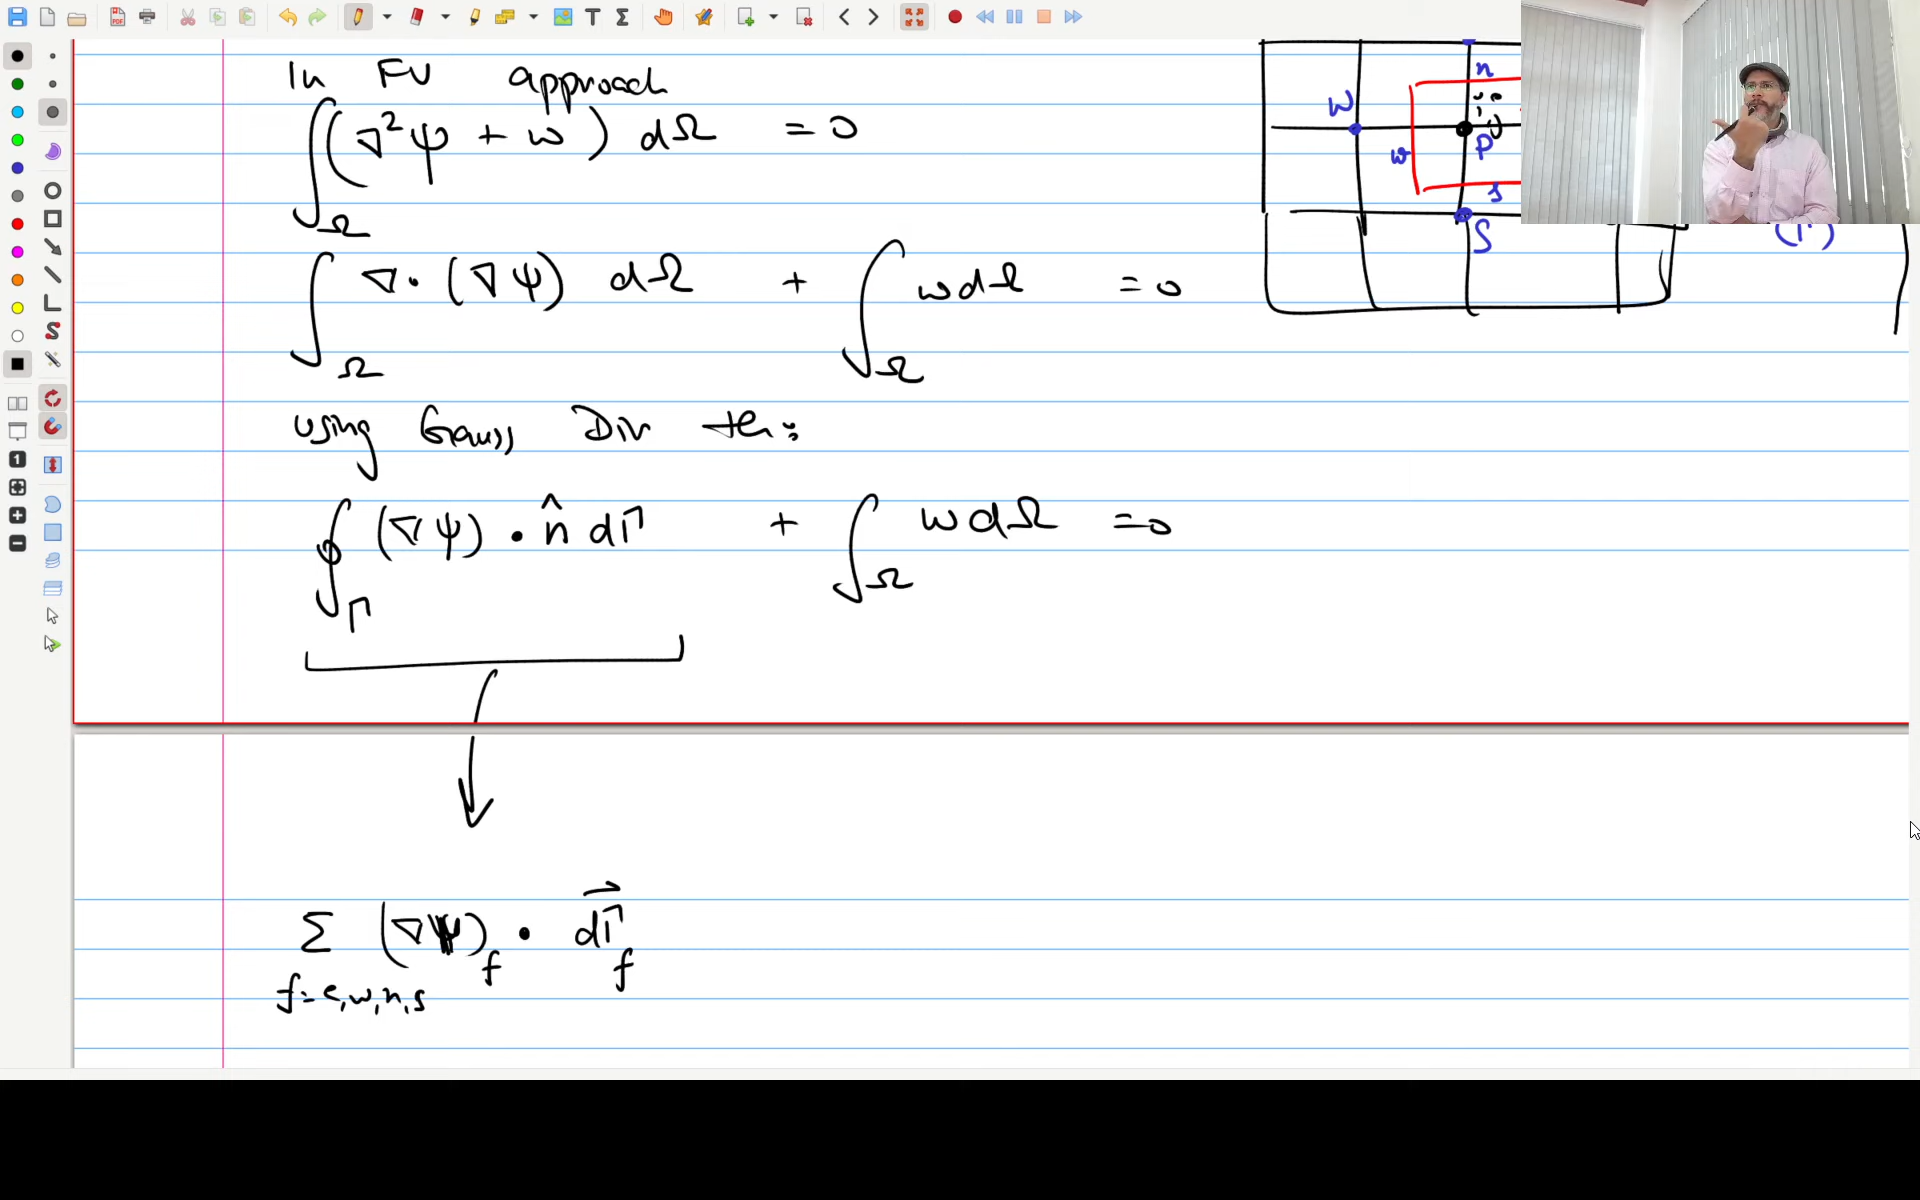 In FV approach
∫_Ω (∇²ψ + ω) dΩ = 0
∫_Ω ∇·(∇ψ) dΩ + ∫_Ω ω dΩ = 0
using Gauss Div th:
∮_Γ (∇ψ)·n̂ dΓ + ∫_Ω ω dΩ = 0
Σ (∇ψ)_f · dΓ⃗_f
f=e,w,n,s
n
W
P
w
s
S
(Γ)